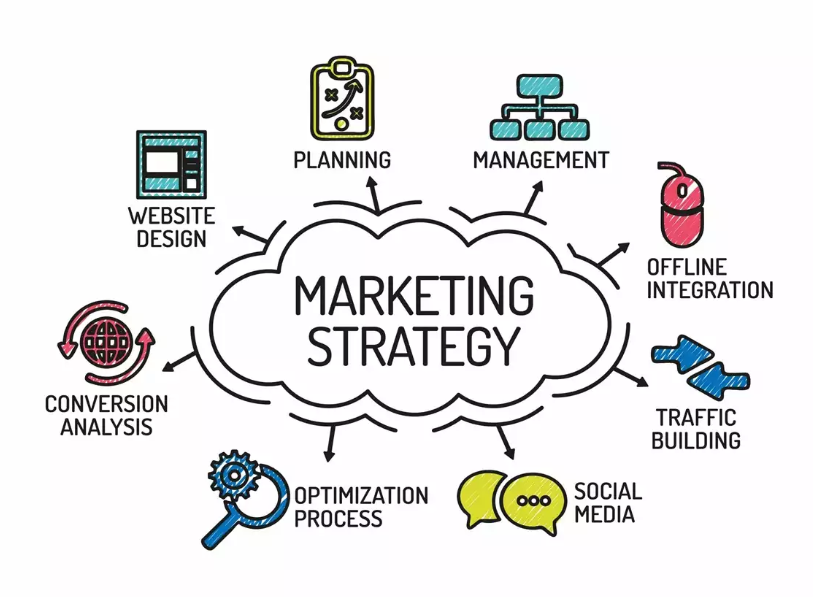 PLANNING
MANAGEMENT
WEBSITE
DESIGN
OFFLINE
INTEGRATION
MARKETING
STRATEGY
CONVERSION
ANALYSIS
TRAFFIC
BUILDING
OPTIMIZATION
PROCESS
SOCIAL
MEDIA